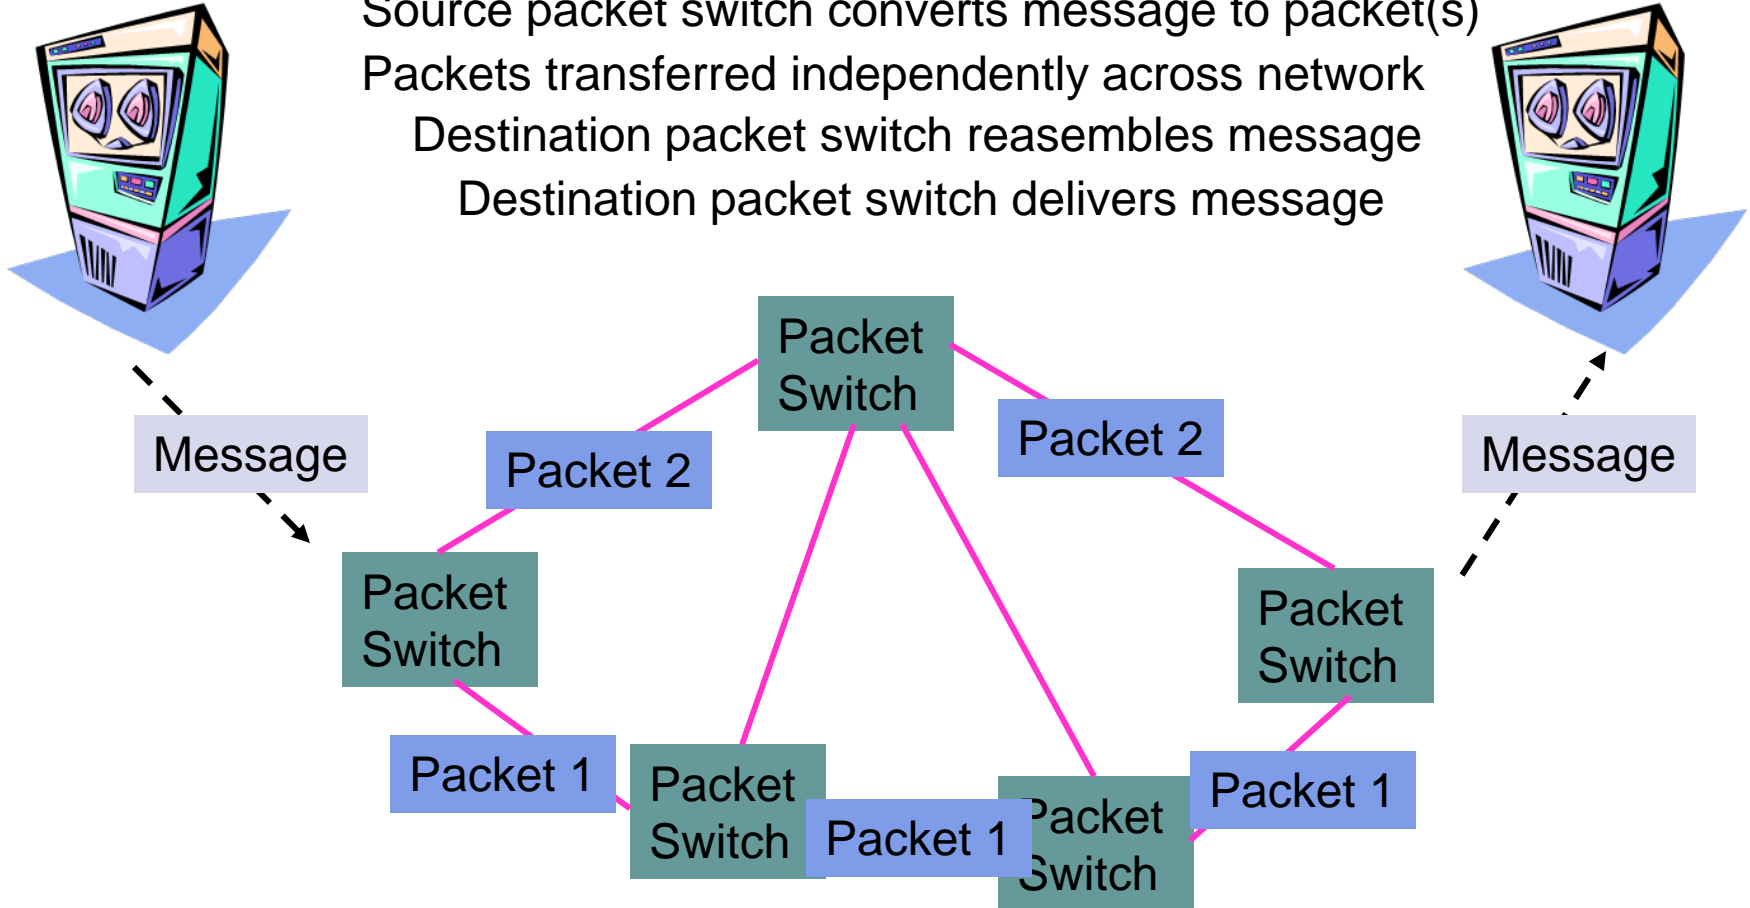 Source packet switch converts message to packet(s)
Packets transferred independently across network
Destination packet switch reasembles message
Destination packet switch delivers message
Packet
Switch
Packet 2
Packet 2
Message
Message
Packet
Switch
Packet
Switch
Packet 1
Packet
Switch
Packet 1
Packet
Switch
Packet 1